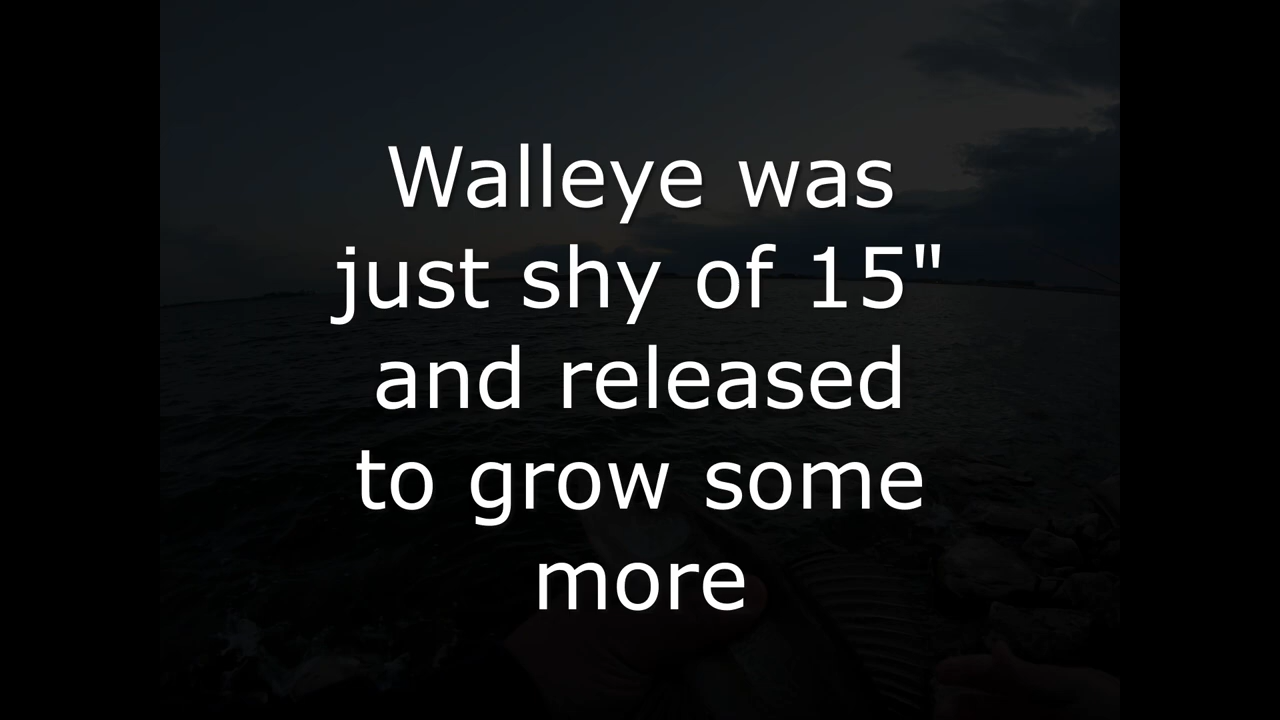 Walleye was
just shy of 15"
and released
to grow some
more